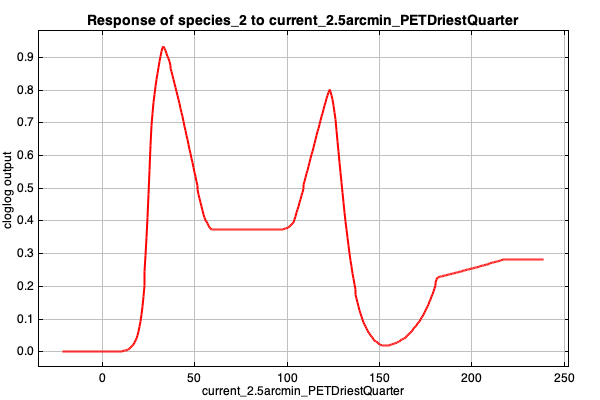 Response of species_2 to current_2.5arcmin_PETDriestQuarter
cloglog output
0.9
0.8
0.7
0.6
0.5
0.4
0.3
0.2
0.1
0.0
0 50 100 150 200 250
current_2.5arcmin_PETDriestQuarter